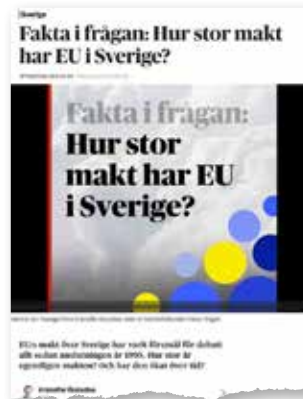 Sverige
Fakta i frågan: Hur stor makt
har EU i Sverige?
Fakta i frågan:
Hur stor
makt har EU
i Sverige?
EU:s makt över Sverige har varit föremål för debatt
allt sedan medlemskapet år 1995. Hur stor är
egentligen makten? Och har den ökat över tid?